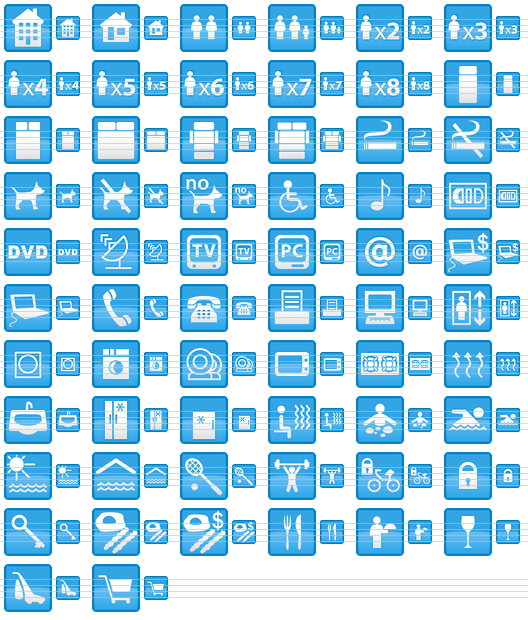 x2 x2 x3 x3
x4 x4 x5 x5 x6 x6 x7 x7 x8 x8
no no
DVD DVD TV TV PC PC @ @ $ $
$ $